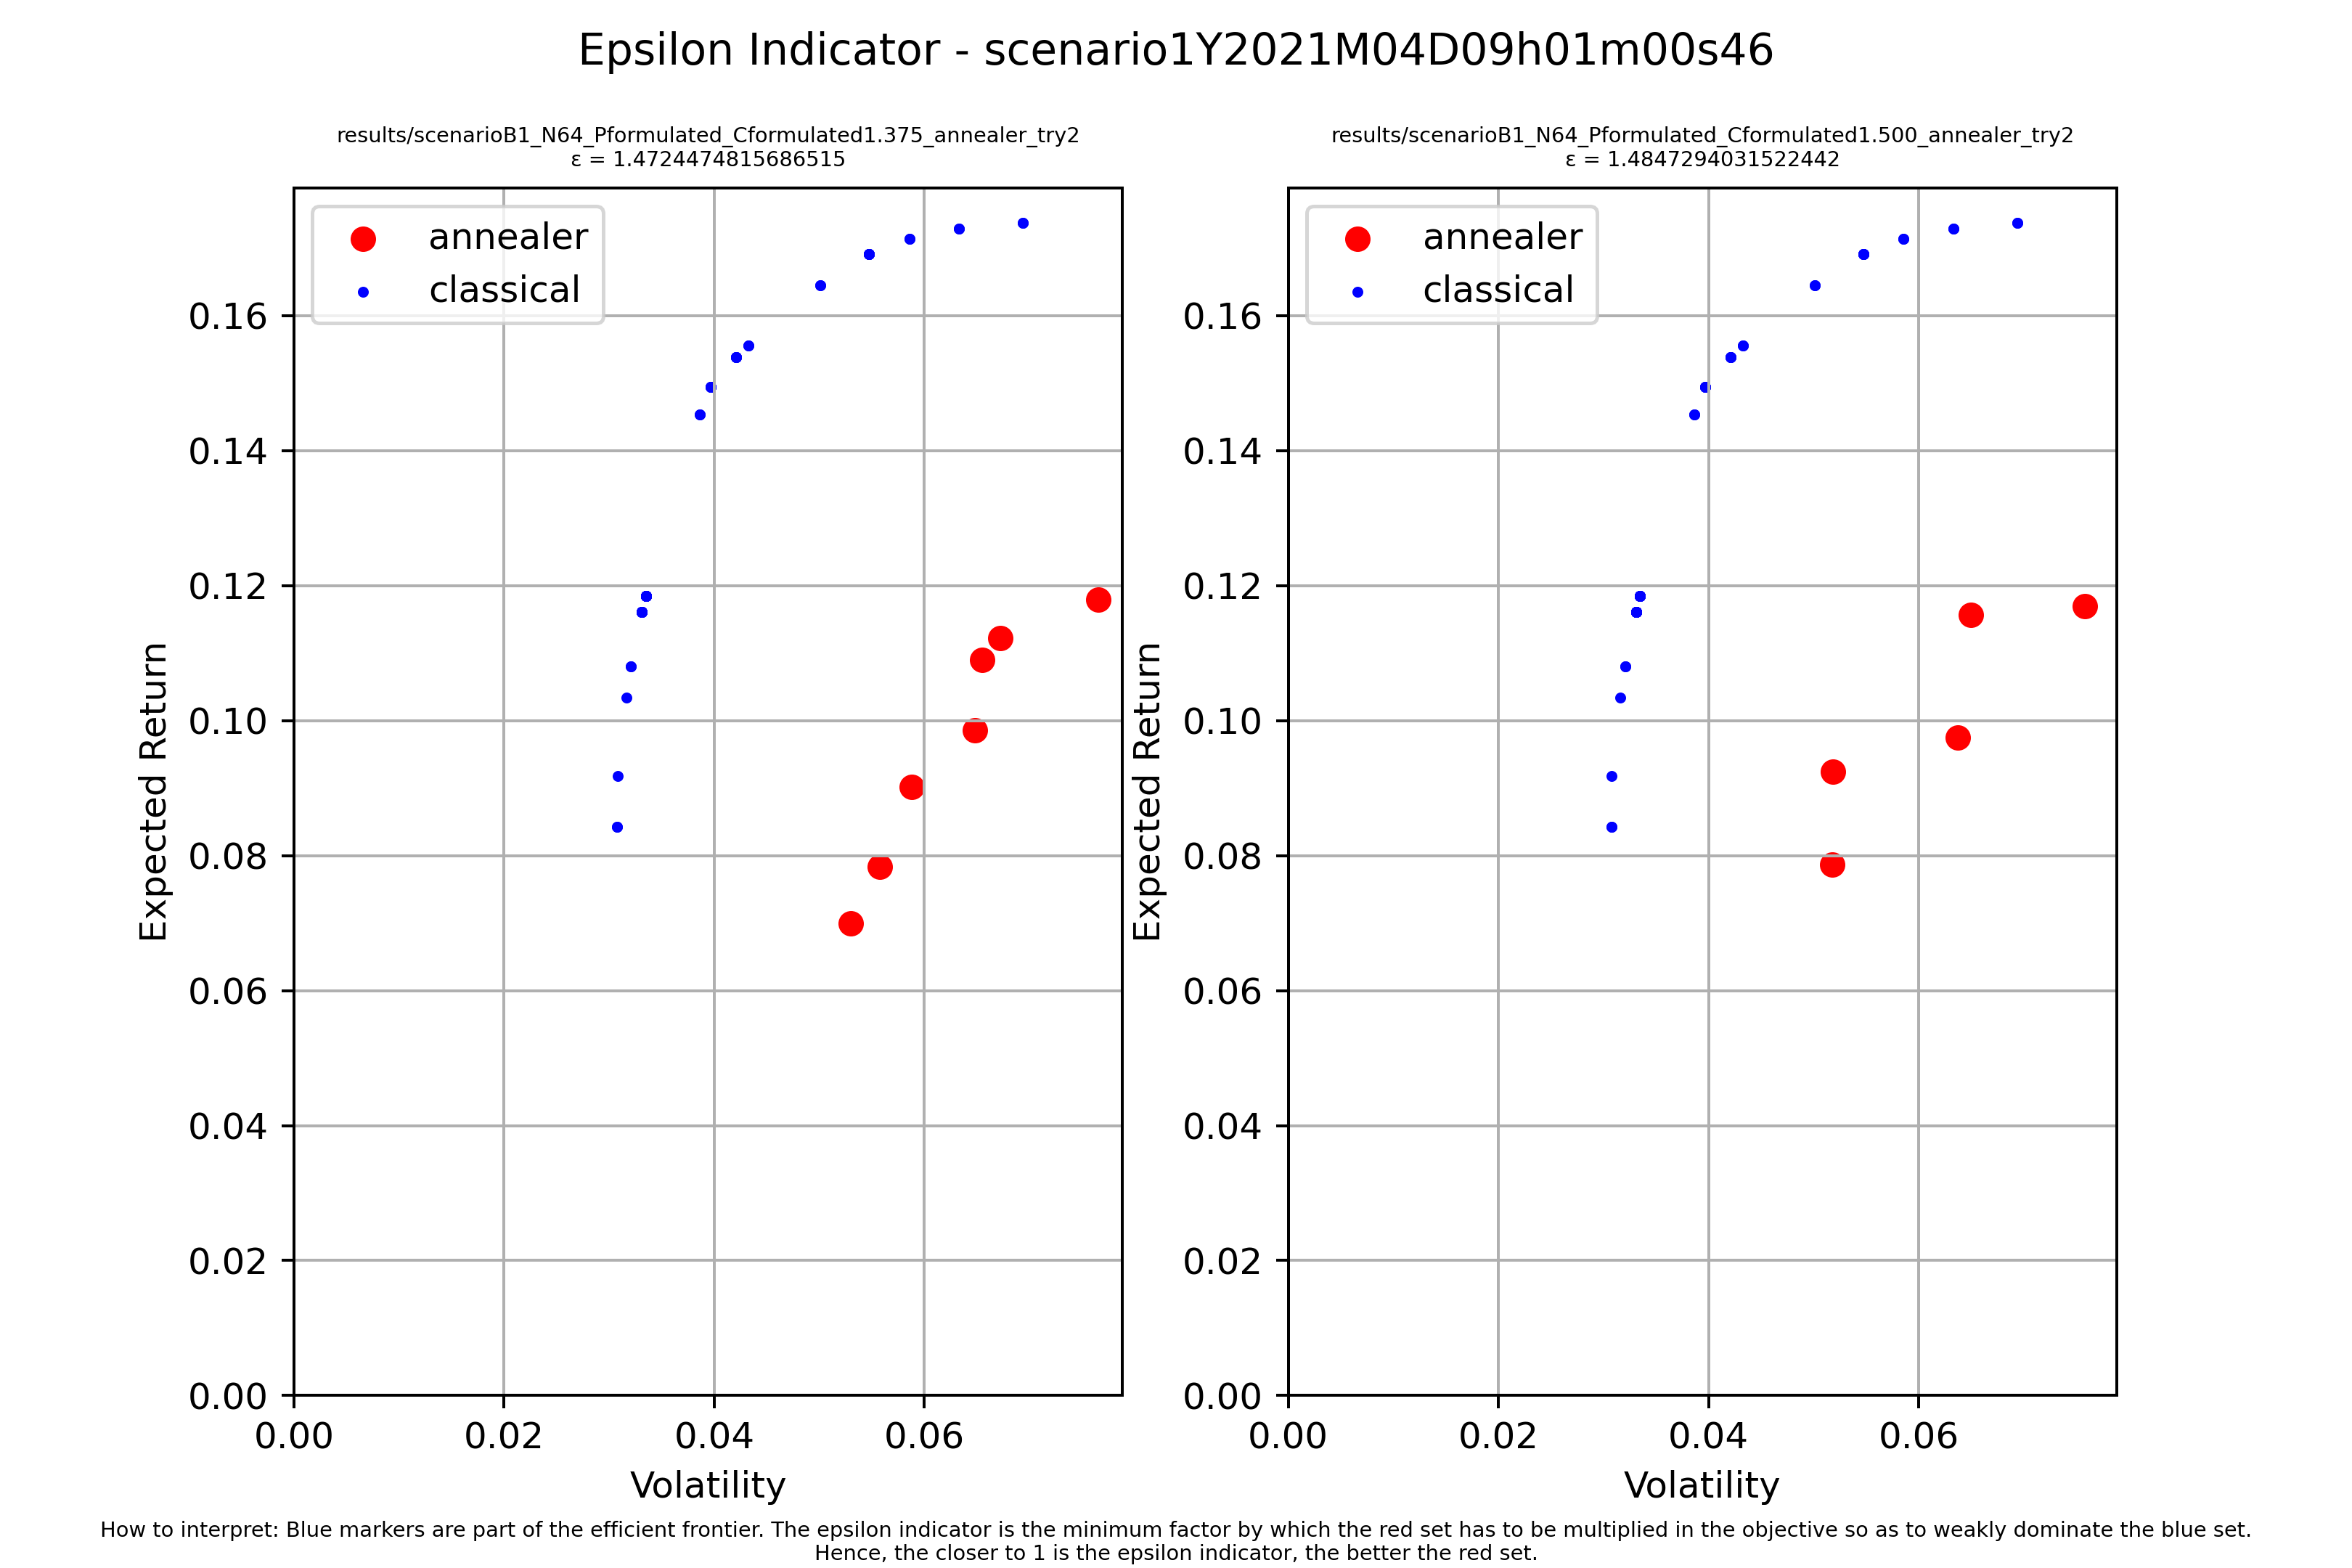 Epsilon Indicator - scenario1Y2021M04D09h01m00s46
results/scenarioB1_N64_Pformulated_Cformulated1.375_annealer_try2
ε = 1.4724474815686515
annealer
classical
0.16
0.14
0.12
0.10
0.08
0.06
0.04
0.02
0.00
Expected Return
0.00 0.02 0.04 0.06
Volatility
results/scenarioB1_N64_Pformulated_Cformulated1.500_annealer_try2
ε = 1.4847294031522442
annealer
classical
0.16
0.14
0.12
0.10
0.08
0.06
0.04
0.02
0.00
Expected Return
0.00 0.02 0.04 0.06
Volatility
How to interpret: Blue markers are part of the efficient frontier. The epsilon indicator is the minimum factor by which the red set has to be multiplied in the objective so as to weakly dominate the blue set.
Hence, the closer to 1 is the epsilon indicator, the better the red set.